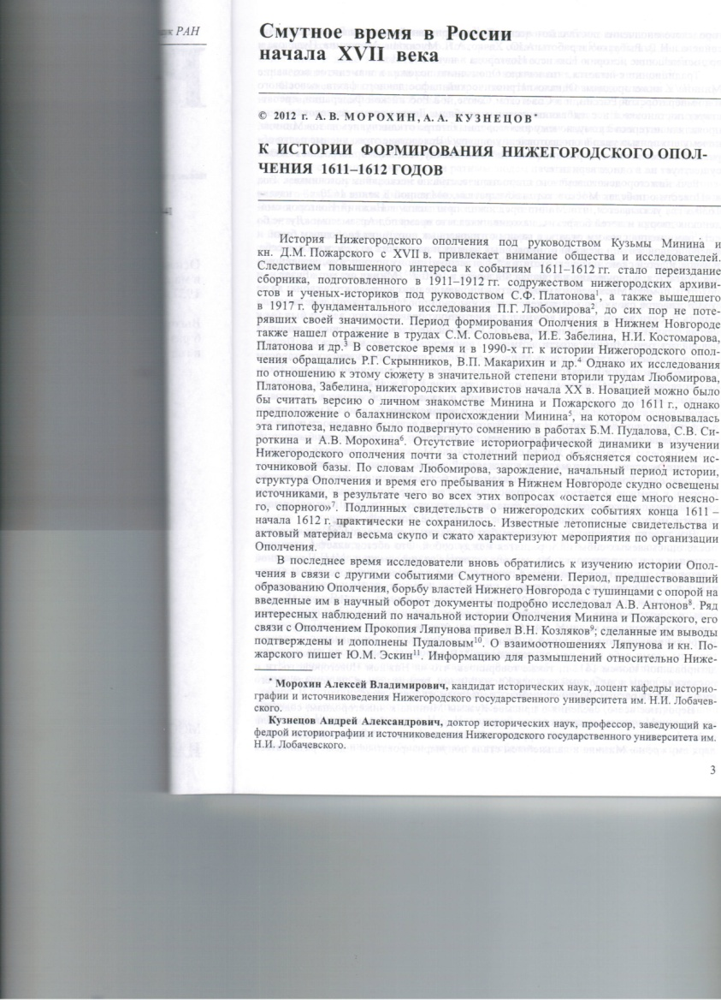 РАН
Смутное время в России
начала XVII века
© 2012 г. А. В. МОРОХИН, А. А. КУЗНЕЦОВ*
К ИСТОРИИ ФОРМИРОВАНИЯ НИЖЕГОРОДСКОГО ОПОЛ-
ЧЕНИЯ 1611–1612 ГОДОВ
История Нижегородского ополчения под руководством Кузьмы Минина и
кн. Д.М. Пожарского с XVII в. привлекает внимание общества и исследователей.
Следствием повышенного интереса к событиям 1611–1612 гг. стало переиздание
сборника, подготовленного в 1911–1912 гг. содружеством нижегородских архиви-
стов и ученых-историков под руководством С.Ф. Платонова¹, а также вышедшего
в 1917 г. фундаментального исследования П.Г. Любомирова², до сих пор не поте-
рявших своей значимости. Период формирования Ополчения в Нижнем Новгороде
также нашел отражение в трудах С.М. Соловьева, И.Е. Забелина, Н.И. Костомарова,
Платонова и др.³ В советское время и в 1990-х гг. к истории Нижегородского опол-
чения обращались Р.Г. Скрынников, В.П. Макарихин и др.⁴ Однако их исследования
по отношению к этому сюжету в значительной степени вторили трудам Любомирова,
Платонова, Забелина, нижегородских архивистов начала XX в. Новацией можно было
бы считать версию о личном знакомстве Минина и Пожарского до 1611 г., однако
предположение о балахнинском происхождении Минина⁵, на котором основывалась
эта гипотеза, недавно было подвергнуто сомнению в работах Б.М. Пудалова, С.В. Си-
роткина и А.В. Морохина⁶. Отсутствие историографической динамики в изучении
Нижегородского ополчения почти за столетний период объясняется состоянием ис-
точниковой базы. По словам Любомирова, зарождение, начальный период истории,
структура Ополчения и время его пребывания в Нижнем Новгороде скудно освещены
источниками, в результате чего во всех этих вопросах «остается еще много неясно-
го, спорного»⁷. Подлинных свидетельств о нижегородских событиях конца 1611 –
начала 1612 г. практически не сохранилось. Известные летописные свидетельства и
актовый материал весьма скупо и сжато характеризуют мероприятия по организации
Ополчения.
В последнее время исследователи вновь обратились к изучению истории Опол-
чения в связи с другими событиями Смутного времени. Период, предшествовавший
образованию Ополчения, борьбу властей Нижнего Новгорода с тушинцами с опорой на
введенные им в научный оборот документы подробно исследовал А.В. Антонов⁸. Ряд
интересных наблюдений по начальной истории Ополчения Минина и Пожарского, его
связи с Ополчением Прокопия Ляпунова привел В.Н. Козляков⁹; сделанные им выводы
подтверждены и дополнены Пудаловым¹⁰. О взаимоотношениях Ляпунова и кн. По-
жарского пишет Ю.М. Эскин¹¹. Информацию для размышлений относительно Ниже-
* Морохин Алексей Владимирович, кандидат исторических наук, доцент кафедры историо-
графии и источниковедения Нижегородского государственного университета им. Н.И. Лобачев-
ского.
Кузнецов Андрей Александрович, доктор исторических наук, профессор, заведующий ка-
федрой историографии и источниковедения Нижегородского государственного университета им.
Н.И. Лобачевского.
3